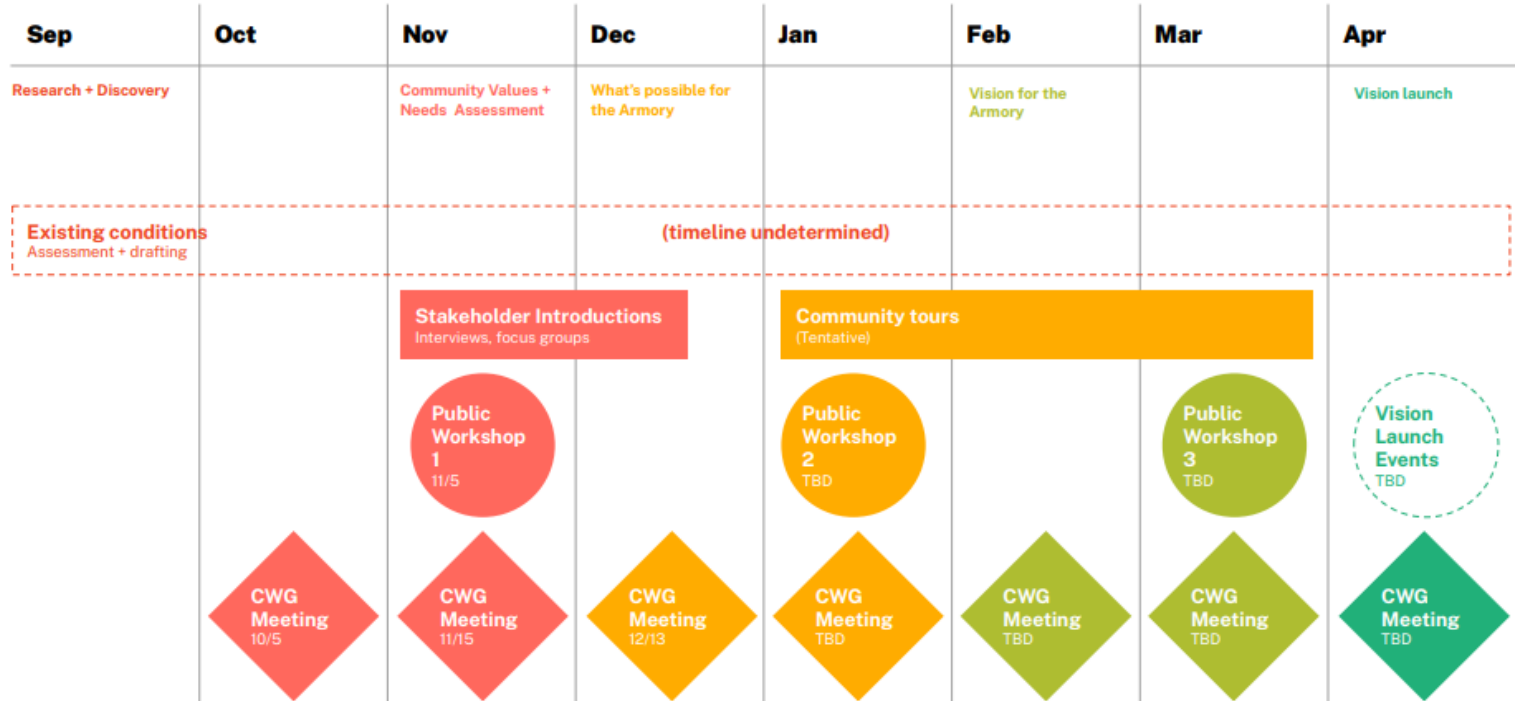 Sep
Oct
Nov
Dec
Jan
Feb
Mar
Apr
Research + Discovery
Community Values +
Needs Assessment
What's possible for
the Armory
Vision for the
Armory
Vision launch
Existing conditions
Assessment + drafting
(timeline undetermined)
Stakeholder Introductions
Interviews, focus groups
Community tours
(Tentative)
Public
Workshop
1
11/5
Public
Workshop
2
TBD
Public
Workshop
3
TBD
Vision
Launch
Events
TBD
CWG
Meeting
10/5
CWG
Meeting
11/15
CWG
Meeting
12/13
CWG
Meeting
TBD
CWG
Meeting
TBD
CWG
Meeting
TBD
CWG
Meeting
TBD